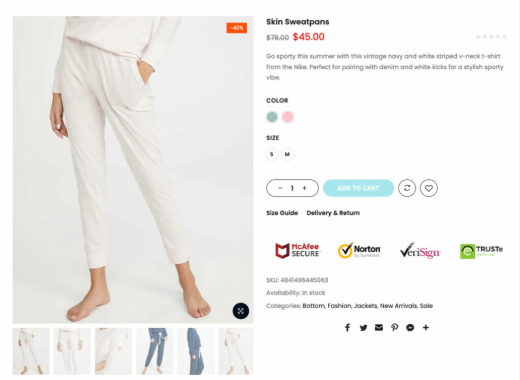 -40%
Skin Sweatpans
$75.00 $45.00
Go sporty this summer with this vintage navy and white striped v-neck t-shirt
from the Nike. Perfect for pairing with denim and white kicks for a stylish sporty
vibe.
COLOR
SIZE
S M
− 1 + ADD TO CART
Size Guide Delivery & Return
McAfee
SECURE
Norton
by Symantec
VeriSign
TRUSTe
SKU: 4841496445063
Availability: In stock
Categories: Bottom, Fashion, Jackets, New Arrivals, Sale